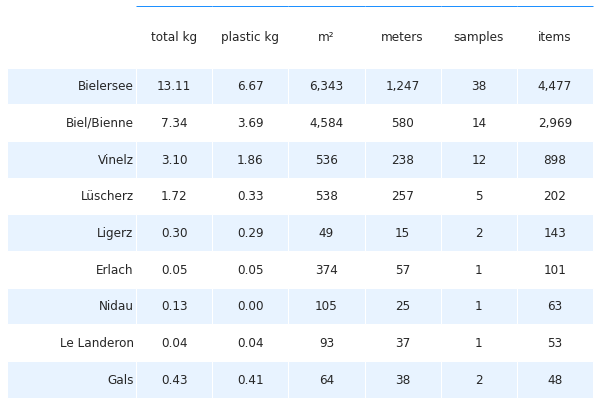 total kg plastic kg m² meters samples items
Bielersee 13.11 6.67 6,343 1,247 38 4,477
Biel/Bienne 7.34 3.69 4,584 580 14 2,969
Vinelz 3.10 1.86 536 238 12 898
Lüscherz 1.72 0.33 538 257 5 202
Ligerz 0.30 0.29 49 15 2 143
Erlach 0.05 0.05 374 57 1 101
Nidau 0.13 0.00 105 25 1 63
Le Landeron 0.04 0.04 93 37 1 53
Gals 0.43 0.41 64 38 2 48